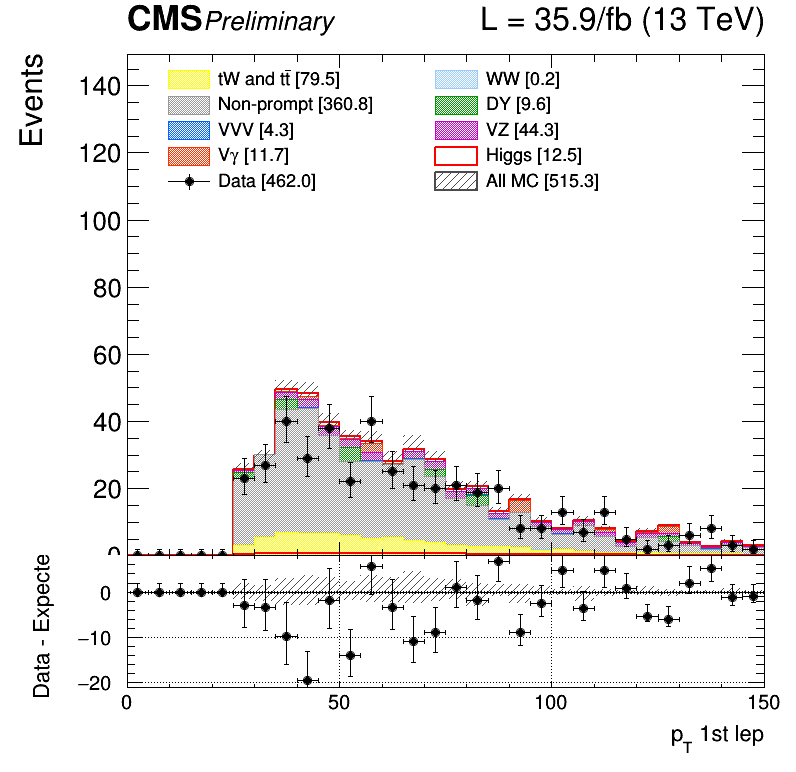 CMS Preliminary L = 35.9/fb (13 TeV)
Events
140
120
100
80
60
40
20
0
tW and tt̄ [79.5]
Non-prompt [360.8]
VVV [4.3]
Vγ [11.7]
Data [462.0]
WW [0.2]
DY [9.6]
VZ [44.3]
Higgs [12.5]
All MC [515.3]
Data - Expecte
0
−10
−20
0 50 100 150
p_T 1st lep